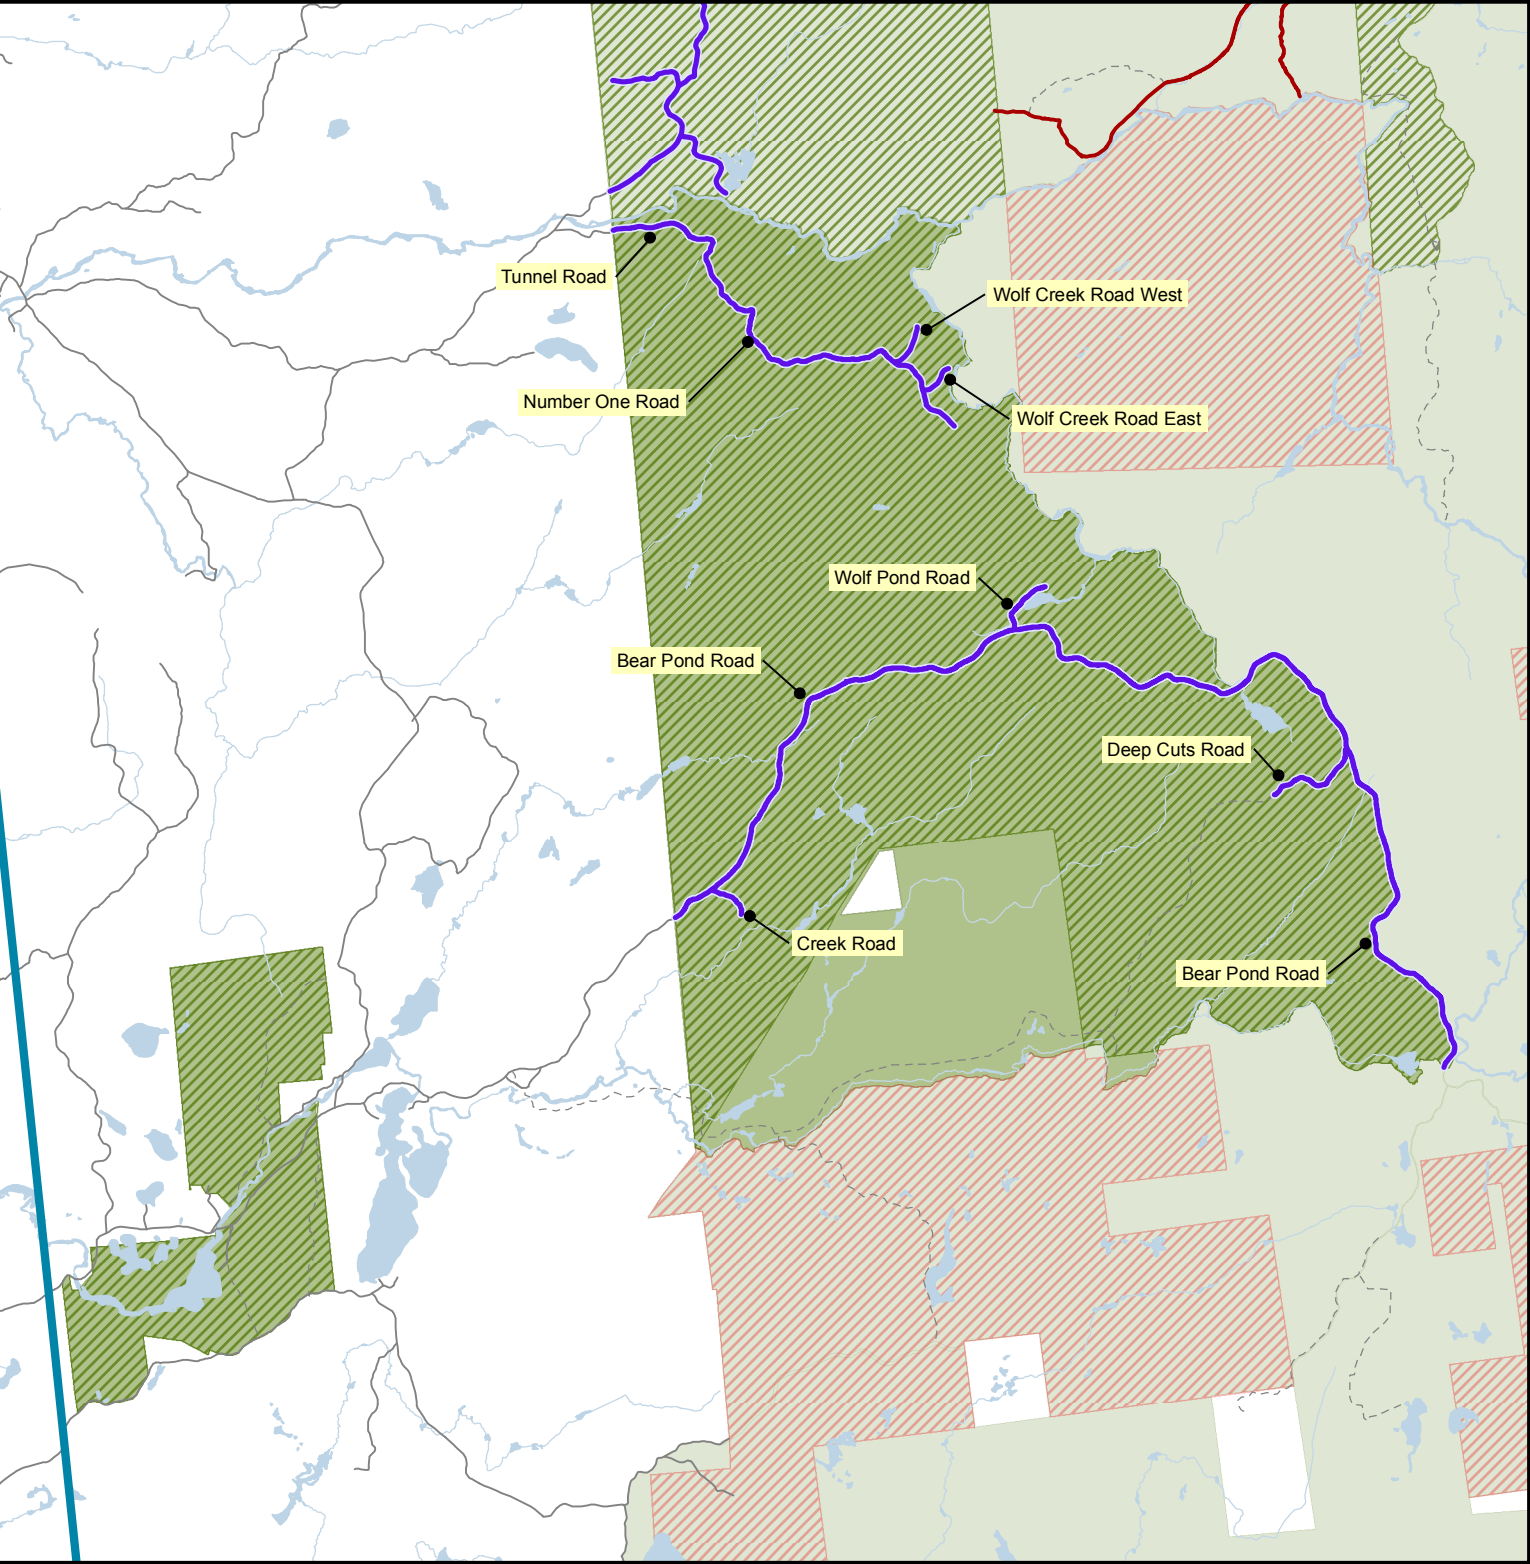 Tunnel Road
Wolf Creek Road West
Number One Road
Wolf Creek Road East
Wolf Pond Road
Bear Pond Road
Deep Cuts Road
Creek Road
Bear Pond Road